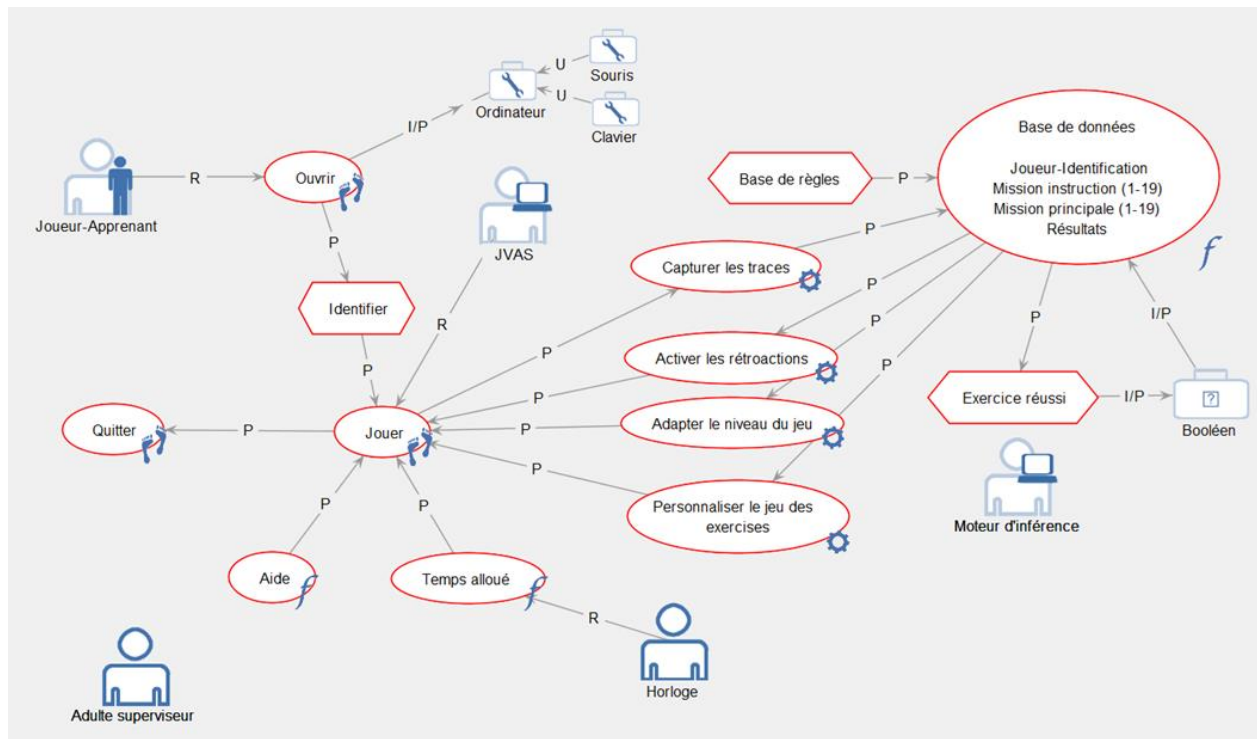 U
Souris
U
Ordinateur
Clavier
I/P
Joueur-Apprenant
R
Ouvrir
P
Identifier
P
JVAS
R
Base de règles
P
Base de données
Joueur-Identification
Mission instruction (1-19)
Mission principale (1-19)
Résultats
f
Capturer les traces
P
P
P
P
P
P
I/P
Activer les rétroactions
P
Exercice réussi
I/P
?
Booléen
Adapter le niveau du jeu
P
Quitter
P
Jouer
P
Personnaliser le jeu des
exercises
Moteur d'inférence
P
P
Aide
f
Temps alloué
f
R
Horloge
Adulte superviseur